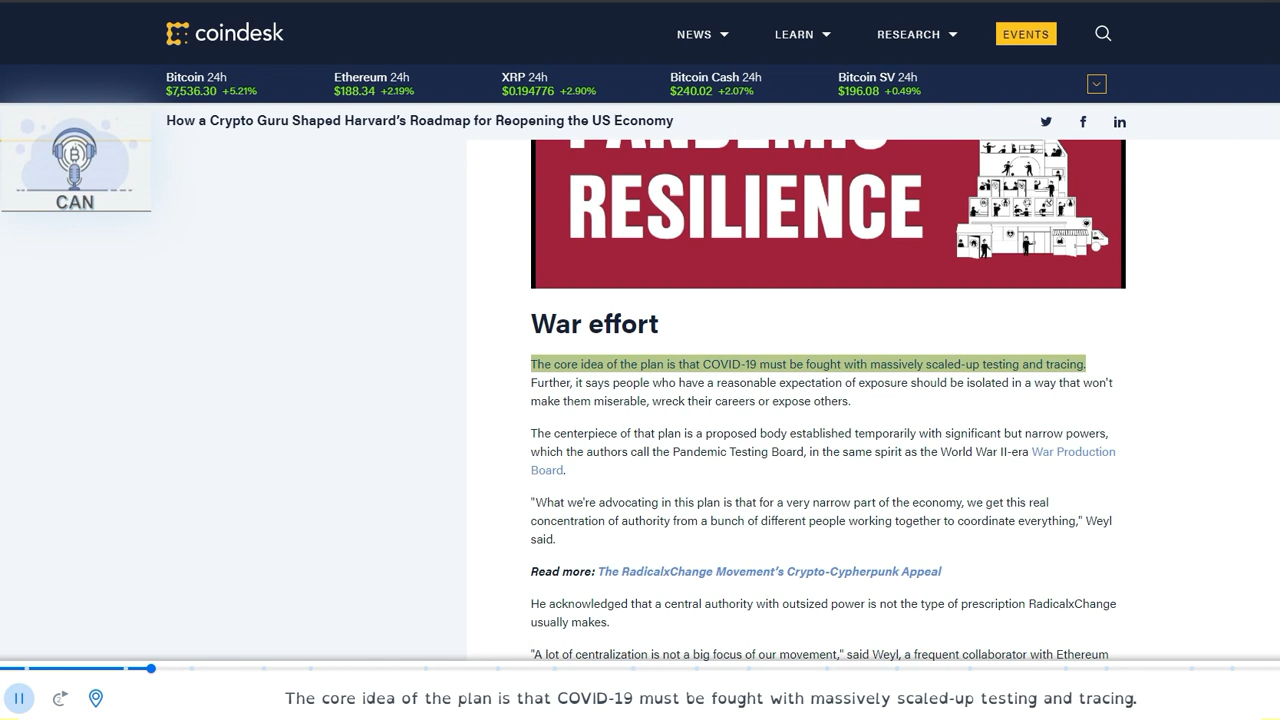 coindesk
NEWS
LEARN
RESEARCH
EVENTS
Bitcoin 24h
$7,536.30 +5.21%
Ethereum 24h
$188.34 +2.19%
XRP 24h
$0.194776 +2.90%
Bitcoin Cash 24h
$240.02 +2.07%
Bitcoin SV 24h
$196.08 +0.49%
How a Crypto Guru Shaped Harvard's Roadmap for Reopening the US Economy
CAN
PANDEMIC
RESILIENCE
War effort
The core idea of the plan is that COVID-19 must be fought with massively scaled-up testing and tracing.
Further, it says people who have a reasonable expectation of exposure should be isolated in a way that won't
make them miserable, wreck their careers or expose others.
The centerpiece of that plan is a proposed body established temporarily with significant but narrow powers,
which the authors call the Pandemic Testing Board, in the same spirit as the World War II-era War Production
Board.
"What we're advocating in this plan is that for a very narrow part of the economy, we get this real
concentration of authority from a bunch of different people working together to coordinate everything," Weyl
said.
Read more: The RadicalxChange Movement's Crypto-Cypherpunk Appeal
He acknowledged that a central authority with outsized power is not the type of prescription RadicalxChange
usually makes.
"A lot of centralization is not a big focus of our movement," said Weyl, a frequent collaborator with Ethereum
The core idea of the plan is that COVID-19 must be fought with massively scaled-up testing and tracing.